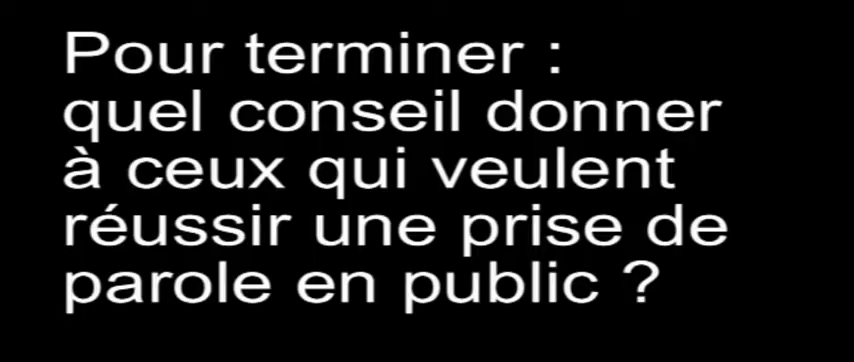 Pour terminer :
quel conseil donner
à ceux qui veulent
réussir une prise de
parole en public ?